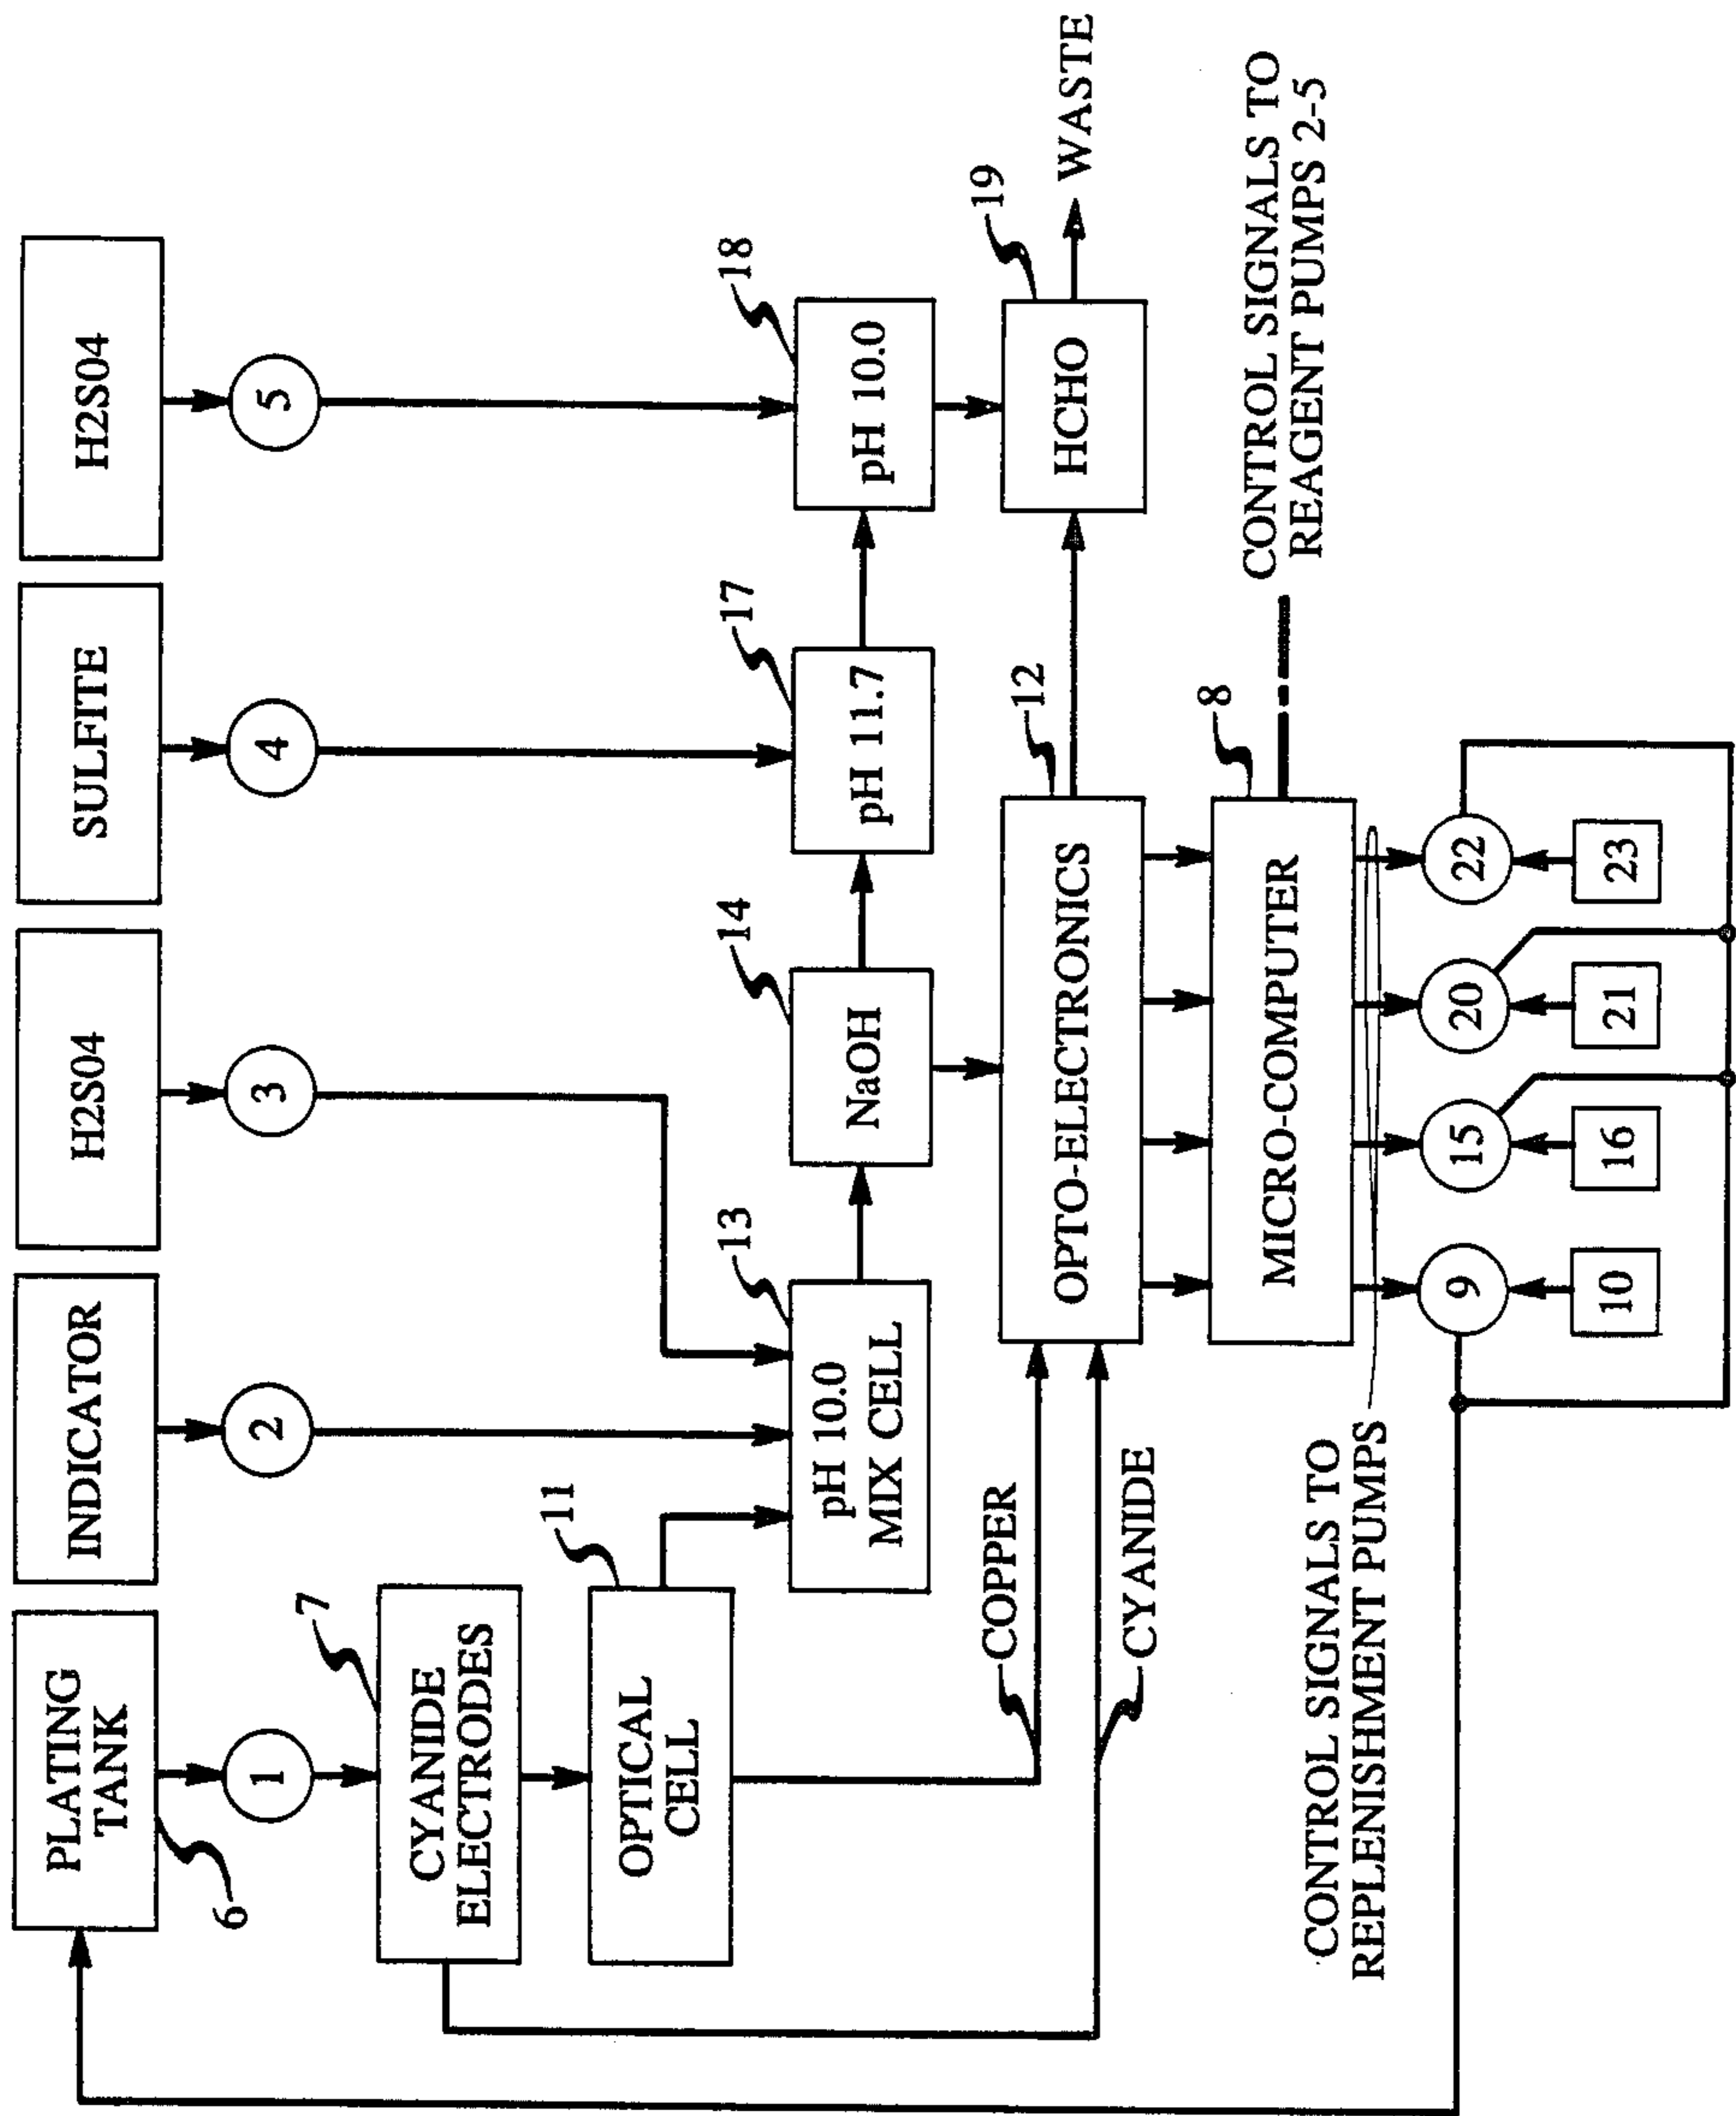 PLATING
TANK
INDICATOR
H2S04
SULFITE
H2S04
6
1
2
3
4
5
7
CYANIDE
ELECTRODES
11
OPTICAL
CELL
13
pH 10.0
MIX CELL
14
NaOH
17
pH 11.7
18
pH 10.0
COPPER
CYANIDE
12
OPTO-ELECTRONICS
19
HCHO
WASTE
8
MICRO-COMPUTER
CONTROL SIGNALS TO
REAGENT PUMPS 2-5
CONTROL SIGNALS TO
REPLENISHMENT PUMPS
9
15
20
22
10
16
21
23